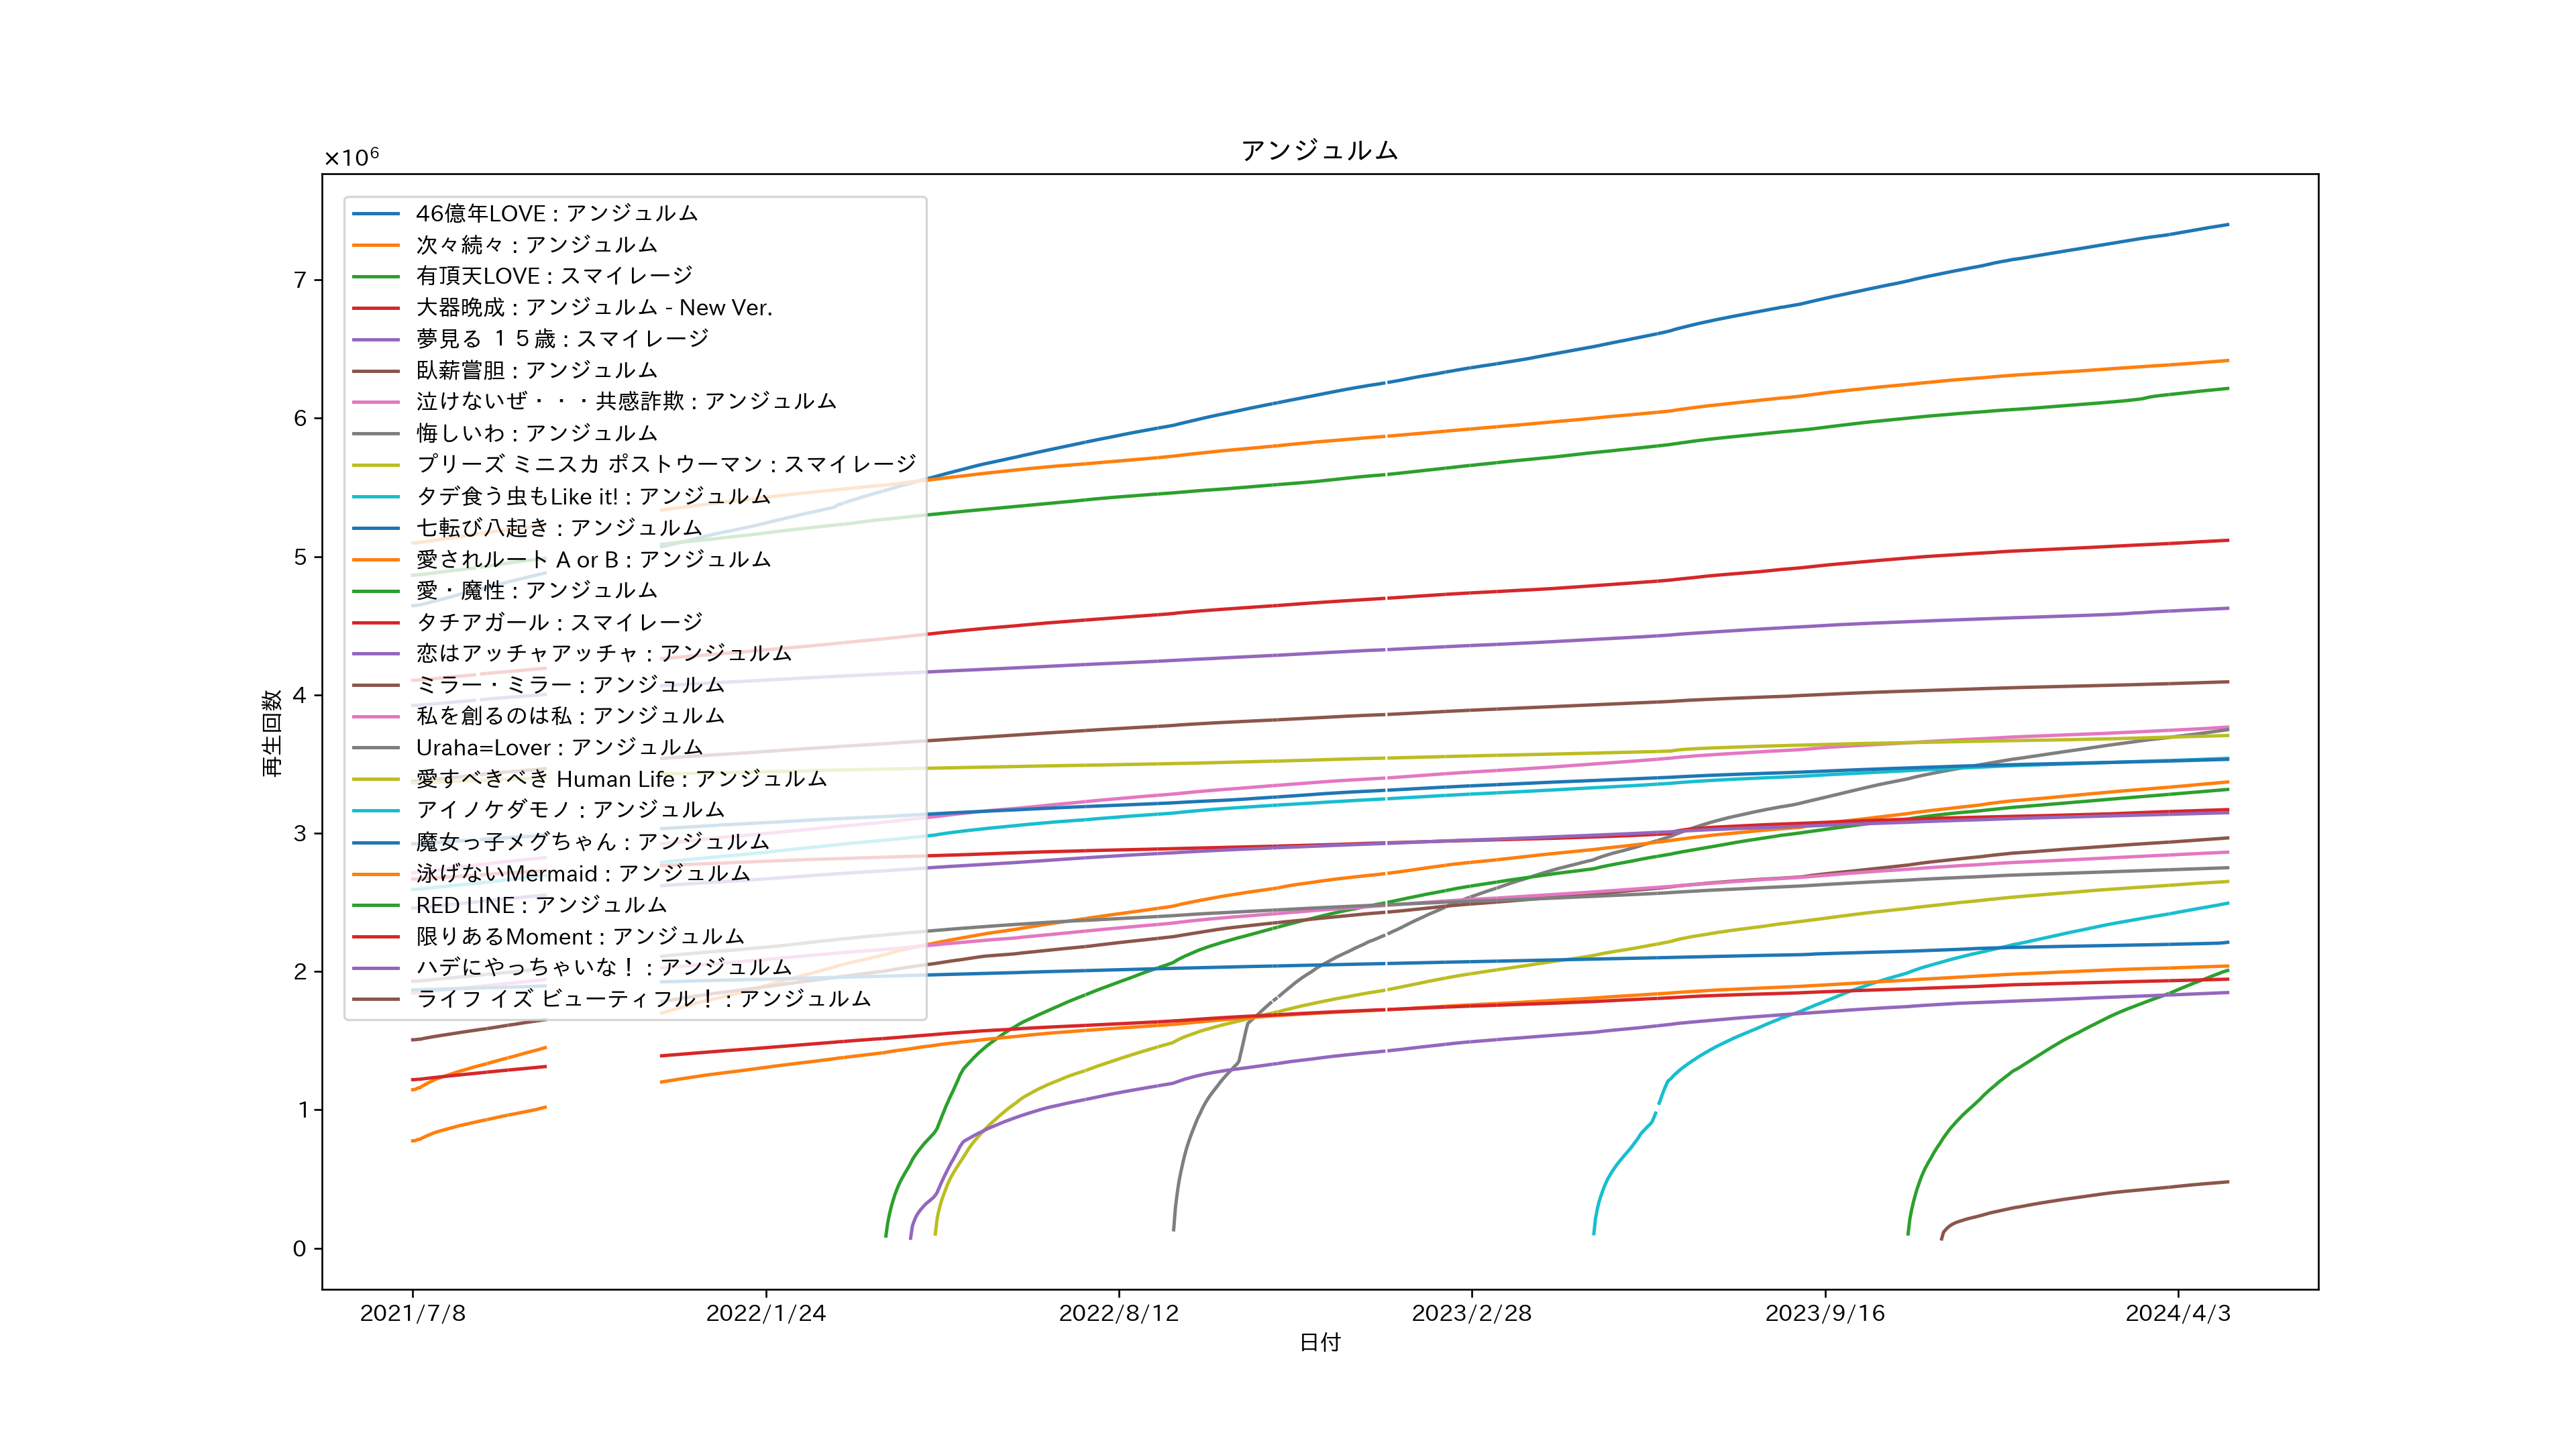 アンジュルム
×10⁶
46億年LOVE : アンジュルム
次々続々 : アンジュルム
有頂天LOVE : スマイレージ
大器晩成 : アンジュルム - New Ver.
夢見る １５歳 : スマイレージ
臥薪嘗胆 : アンジュルム
泣けないぜ・・・共感詐欺 : アンジュルム
悔しいわ : アンジュルム
プリーズ ミニスカ ポストウーマン : スマイレージ
タデ食う虫もLike it! : アンジュルム
七転び八起き : アンジュルム
愛されルート A or B : アンジュルム
愛・魔性 : アンジュルム
タチアガール : スマイレージ
恋はアッチャアッチャ : アンジュルム
ミラー・ミラー : アンジュルム
私を創るのは私 : アンジュルム
Uraha=Lover : アンジュルム
愛すべきべき Human Life : アンジュルム
アイノケダモノ : アンジュルム
魔女っ子メグちゃん : アンジュルム
泳げないMermaid : アンジュルム
RED LINE : アンジュルム
限りあるMoment : アンジュルム
ハデにやっちゃいな！ : アンジュルム
ライフ イズ ビューティフル！ : アンジュルム
7
6
5
4
3
2
1
0
再生回数
2021/7/8
2022/1/24
2022/8/12
2023/2/28
2023/9/16
2024/4/3
日付